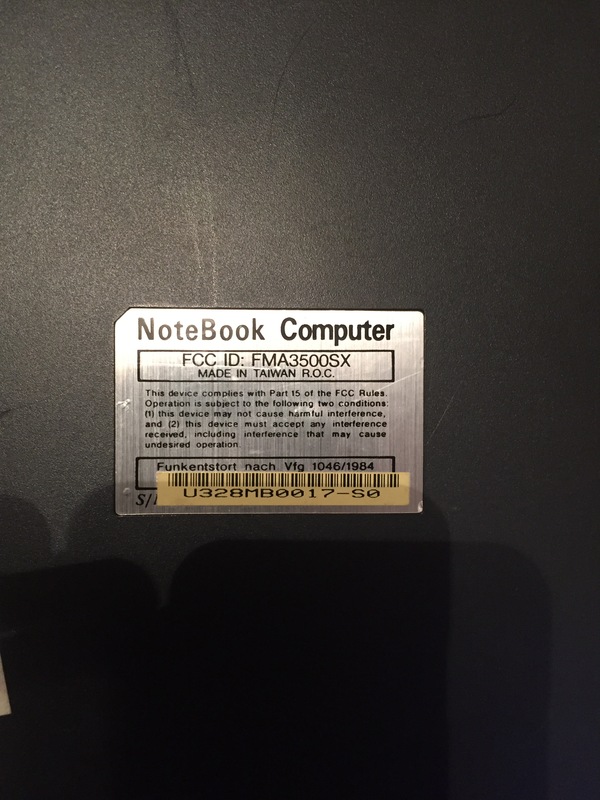 NoteBook Computer
FCC ID: FMA3500SX
MADE IN TAIWAN R.O.C.
This device complies with Part 15 of the FCC Rules.
Operation is subject to the following two conditions:
(1) this device may not cause harmful interference,
and (2) this device must accept any interference
received, including interference that may cause
undesired operation.
Funkentstort nach Vfg 1046/1984
S/
U328MB0017-S0